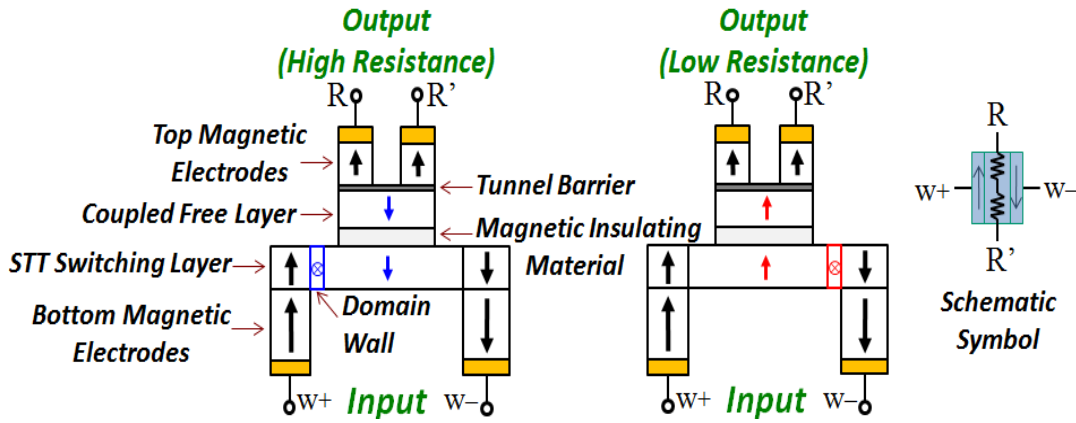 Output
(High Resistance)
R
R’
Top Magnetic
Electrodes
Coupled Free Layer
STT Switching Layer
Bottom Magnetic
Electrodes
Tunnel Barrier
Magnetic Insulating
Material
Domain
Wall
w+
Input
w–
Output
(Low Resistance)
R
R’
w+
Input
w–
R
w+
w–
R’
Schematic
Symbol